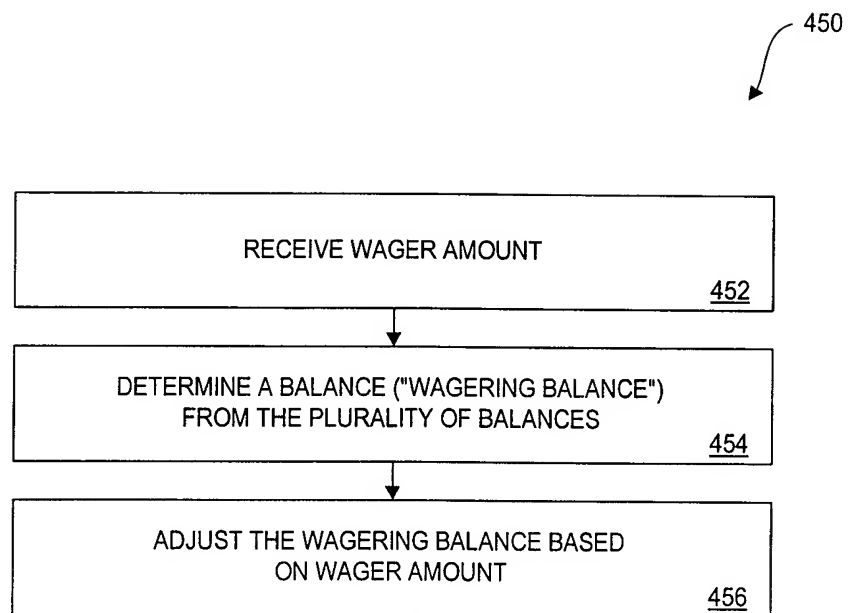 450
RECEIVE WAGER AMOUNT
452
DETERMINE A BALANCE ("WAGERING BALANCE")
FROM THE PLURALITY OF BALANCES
454
ADJUST THE WAGERING BALANCE BASED
ON WAGER AMOUNT
456